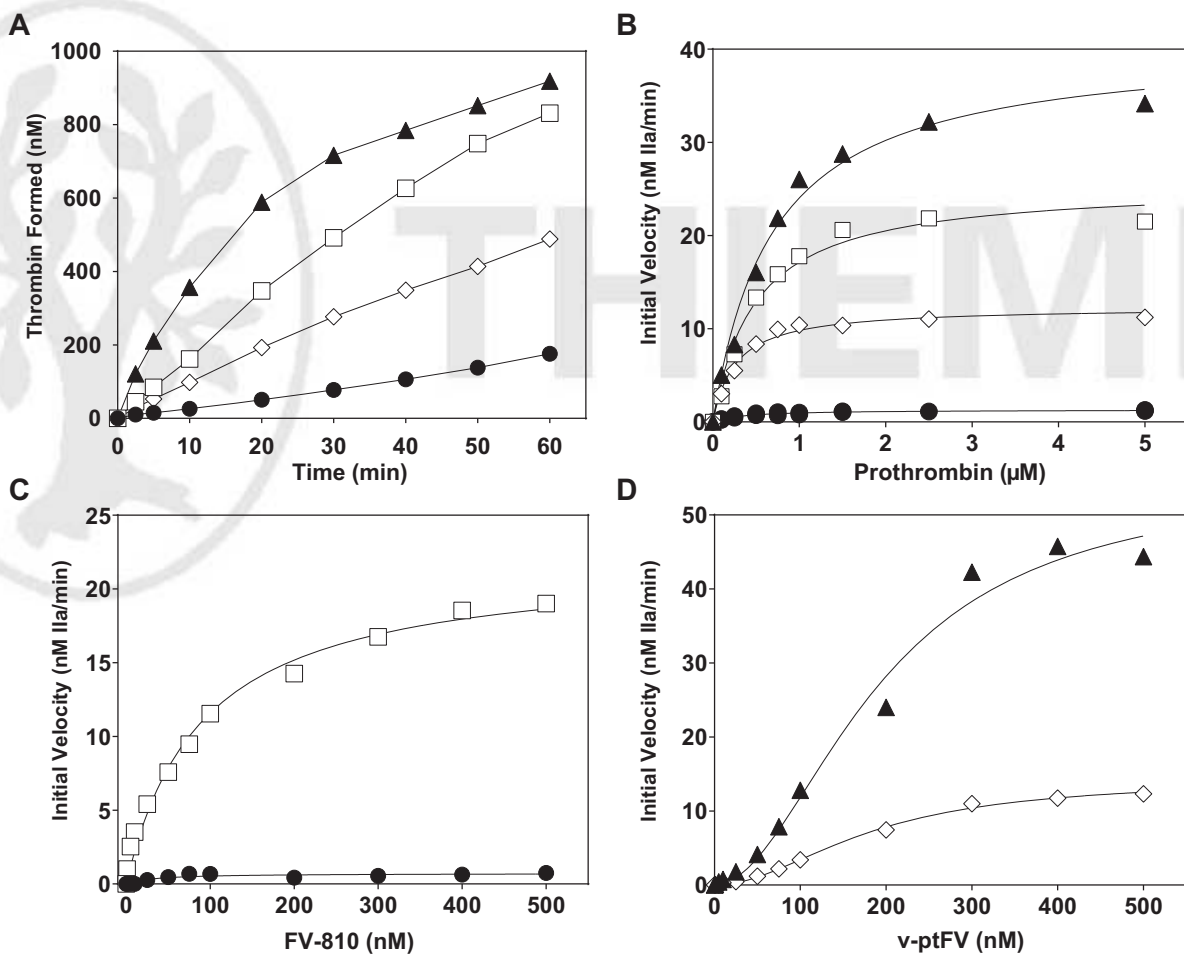 A
Thrombin Formed (nM)
1000
800
600
400
200
0
0 10 20 30 40 50 60
Time (min)
B
Initial Velocity (nM IIa/min)
40
30
20
10
0
0 1 2 3 4 5
Prothrombin (µM)
C
Initial Velocity (nM IIa/min)
25
20
15
10
5
0
0 100 200 300 400 500
FV-810 (nM)
D
Initial Velocity (nM IIa/min)
50
40
30
20
10
0
0 100 200 300 400 500
v-ptFV (nM)
THIEM